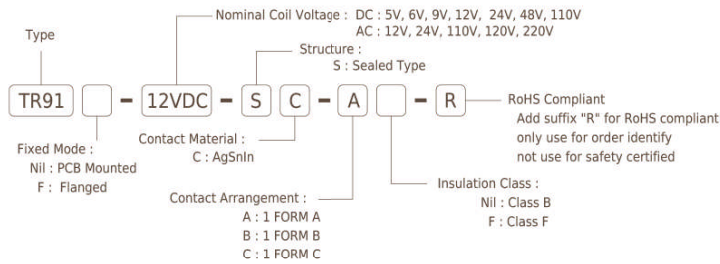 Nominal Coil Voltage : DC : 5V, 6V, 9V, 12V, 24V, 48V, 110V
AC : 12V, 24V, 110V, 120V, 220V
Type
Structure :
S : Sealed Type
TR91 - 12VDC - S C - A - R
RoHS Compliant
Add suffix "R" for RoHS compliant
only use for order identify
not use for safety certified
Fixed Mode :
Nil : PCB Mounted
F : Flanged
Contact Material :
C : AgSnIn
Contact Arrangement :
A : 1 FORM A
B : 1 FORM B
C : 1 FORM C
Insulation Class :
Nil : Class B
F : Class F